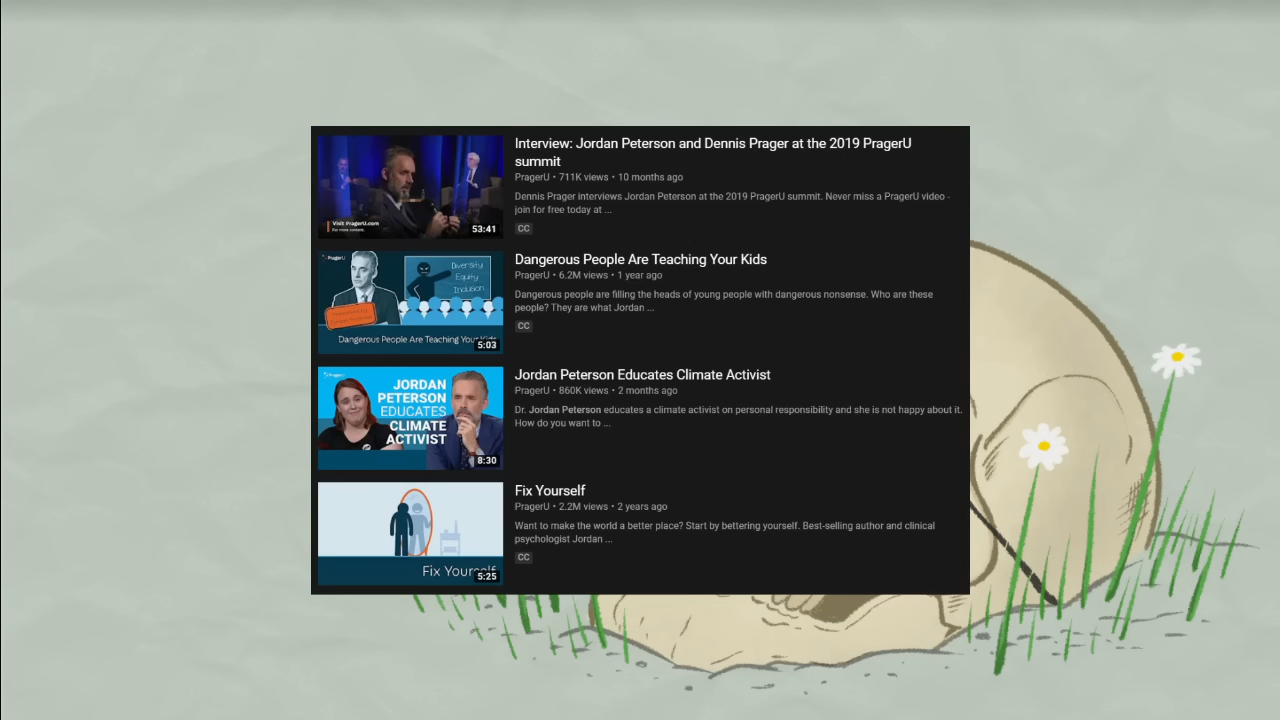 Interview: Jordan Peterson and Dennis Prager at the 2019 PragerU
summit
PragerU • 711K views • 10 months ago
Dennis Prager interviews Jordan Peterson at the 2019 PragerU summit. Never miss a PragerU video -
join for free today at ...
CC
Visit PragerU.com
For more content.
53:41
Dangerous People Are Teaching Your Kids
PragerU • 6.2M views • 1 year ago
Dangerous people are filling the heads of young people with dangerous nonsense. Who are these
people? They are what Jordan ...
CC
PragerU
Diversity
Equity
Inclusion
Dangerous People Are Teaching Your Kids
5:03
Jordan Peterson Educates Climate Activist
PragerU • 860K views • 2 months ago
Dr. Jordan Peterson educates a climate activist on personal responsibility and she is not happy about it.
How do you want to ...
PragerU
JORDAN
PETERSON
EDUCATES
CLIMATE
ACTIVIST
8:30
Fix Yourself
PragerU • 2.2M views • 2 years ago
Want to make the world a better place? Start by bettering yourself. Best-selling author and clinical
psychologist Jordan ...
CC
Fix Yourself
5:25